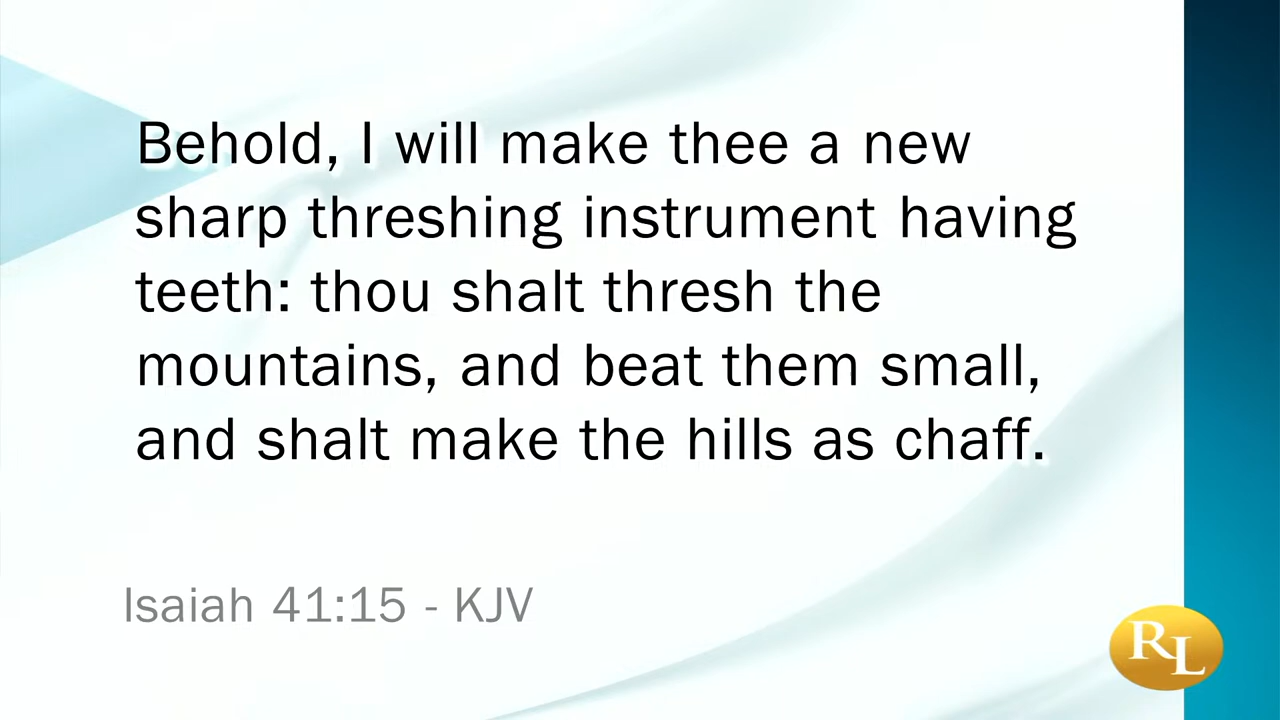 Behold, I will make thee a new
sharp threshing instrument having
teeth: thou shalt thresh the
mountains, and beat them small,
and shalt make the hills as chaff.
Isaiah 41:15 - KJV
RL